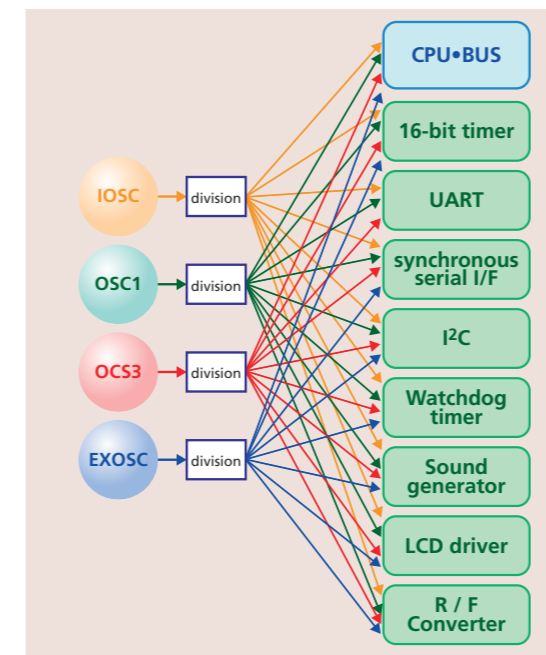 IOSC
division
OSC1
division
OCS3
division
EXOSC
division
CPU•BUS
16-bit timer
UART
synchronous
serial I/F
I²C
Watchdog
timer
Sound
generator
LCD driver
R / F
Converter